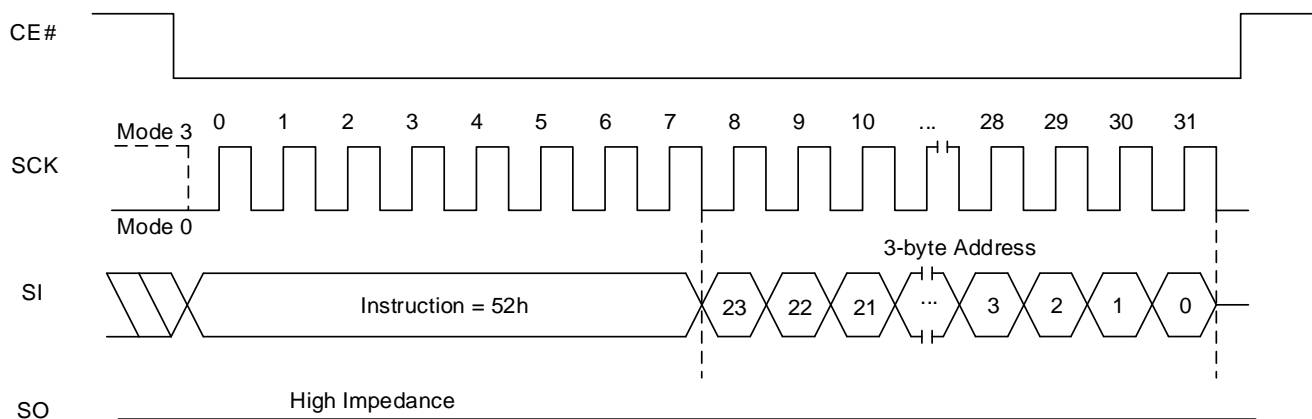 CE#
Mode 3
0 1 2 3 4 5 6 7 8 9 10 ... 28 29 30 31
SCK
Mode 0
3-byte Address
SI
Instruction = 52h
23 22 21 ... 3 2 1 0
High Impedance
SO